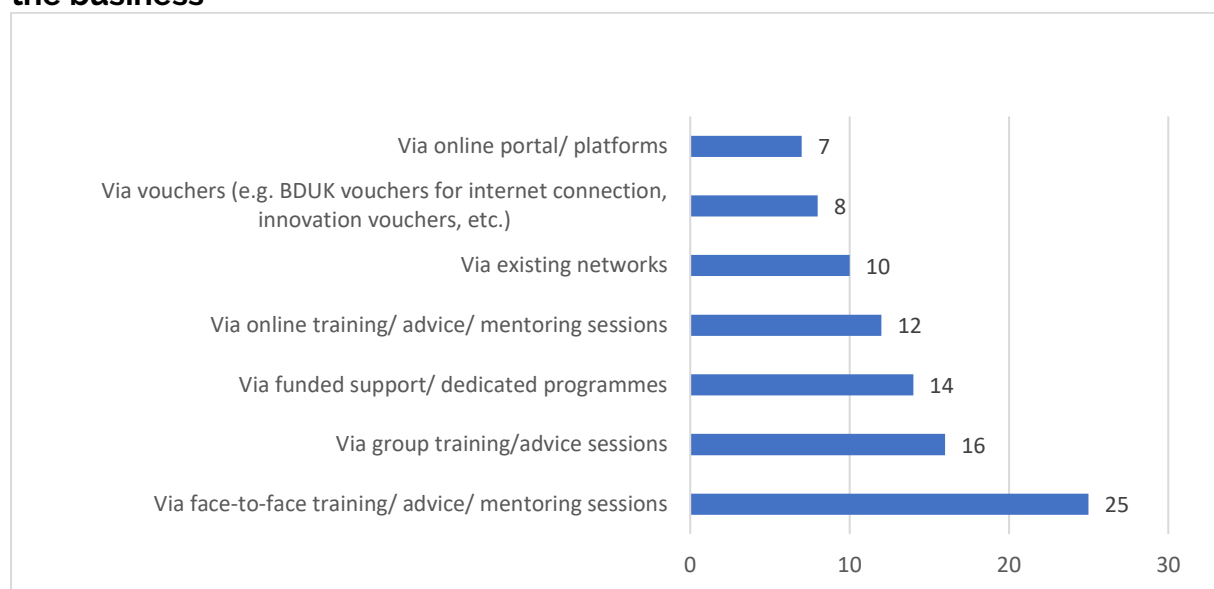 the business
Via online portal/ platforms
7
Via vouchers (e.g. BDUK vouchers for internet connection,
innovation vouchers, etc.)
8
Via existing networks
10
Via online training/ advice/ mentoring sessions
12
Via funded support/ dedicated programmes
14
Via group training/advice sessions
16
Via face-to-face training/ advice/ mentoring sessions
25
0 10 20 30